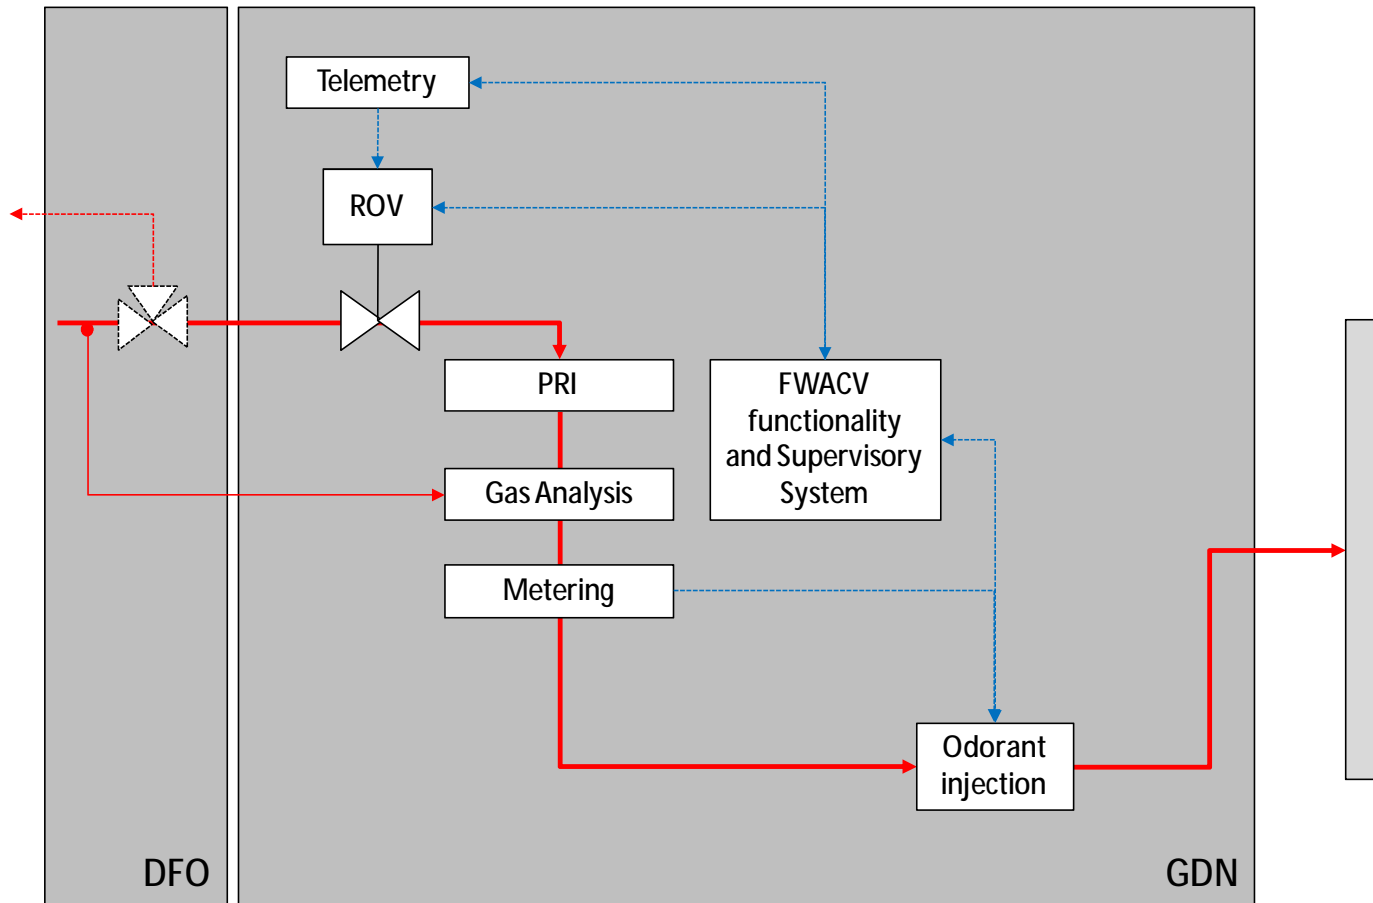 Telemetry
ROV
PRI
FWACV
functionality
and Supervisory
System
Gas Analysis
Metering
Odorant
injection
DFO
GDN